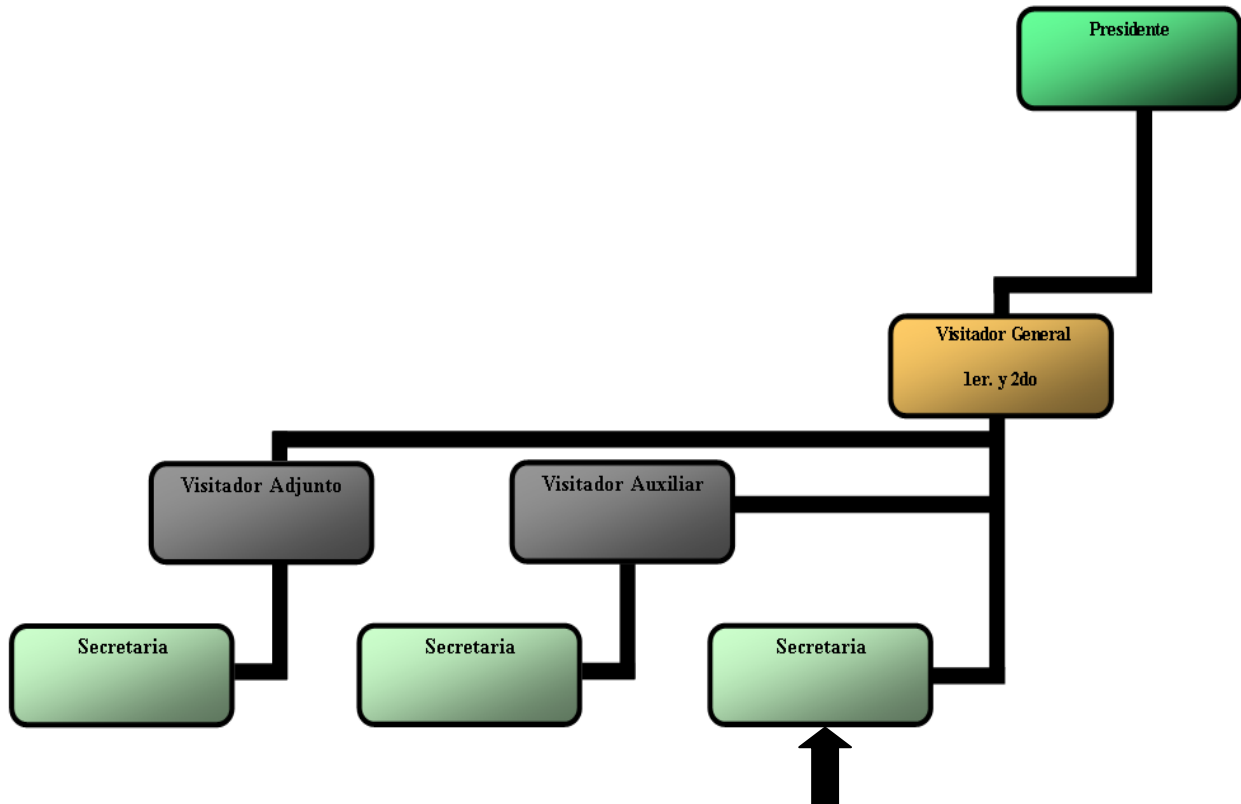 Presidente
Visitador General
1er. y 2do
Visitador Adjunto
Visitador Auxiliar
Secretaria
Secretaria
Secretaria